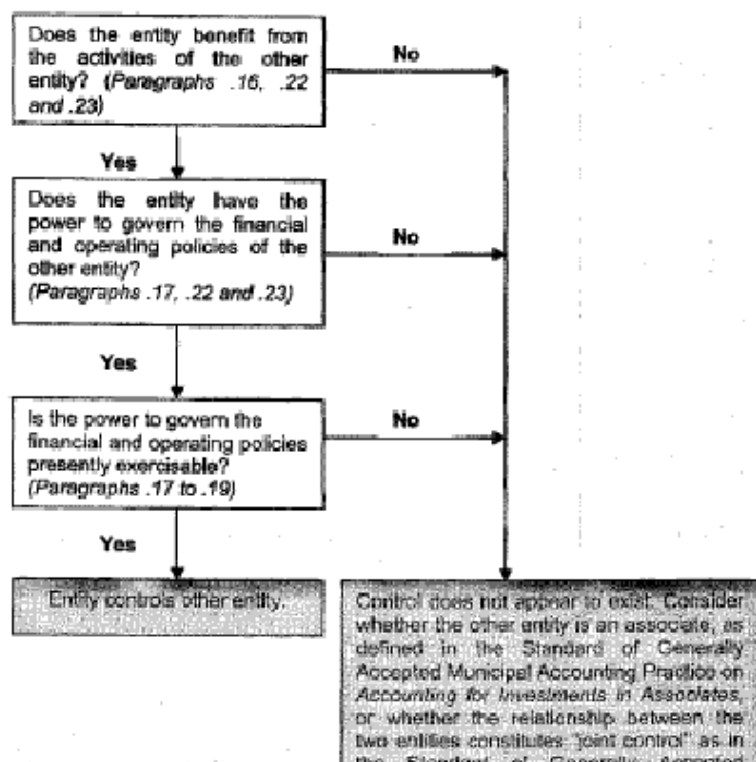 Does the entity benefit from
the activities of the other
entity? (Paragraphs .16, .22
and .23)
No
Yes
Does the entity have the
power to govern the financial
and operating policies of the
other entity?
(Paragraphs .17, .22 and .23)
No
Yes
Is the power to govern the
financial and operating policies
presently exercisable?
(Paragraphs .17 to .19)
No
Yes
Entity controls other entity.
Control does not appear to exist. Consider
whether the other entity is an associate, as
defined in the Standard of Generally
Accepted Municipal Accounting Practice on
Accounting for Investments in Associates,
or whether the relationship between the
two entities constitutes "joint control" as in
the Standard of Generally Accepted